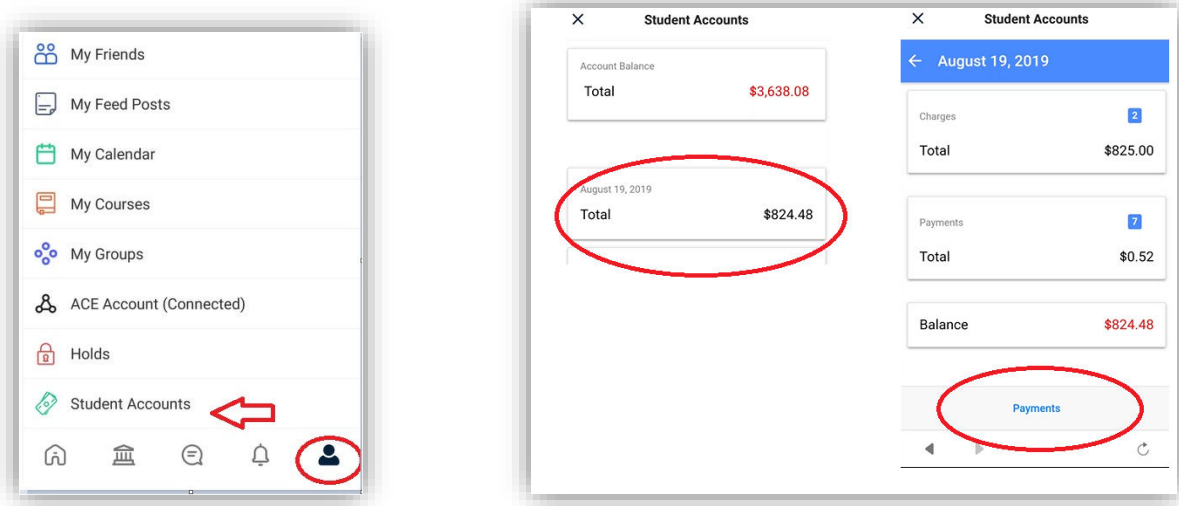 My Friends
My Feed Posts
My Calendar
My Courses
My Groups
ACE Account (Connected)
Holds
Student Accounts
Student Accounts
Account Balance
Total $3,638.08
August 19, 2019
Total $824.48
Student Accounts
August 19, 2019
Charges 2
Total $825.00
Payments 7
Total $0.52
Balance $824.48
Payments